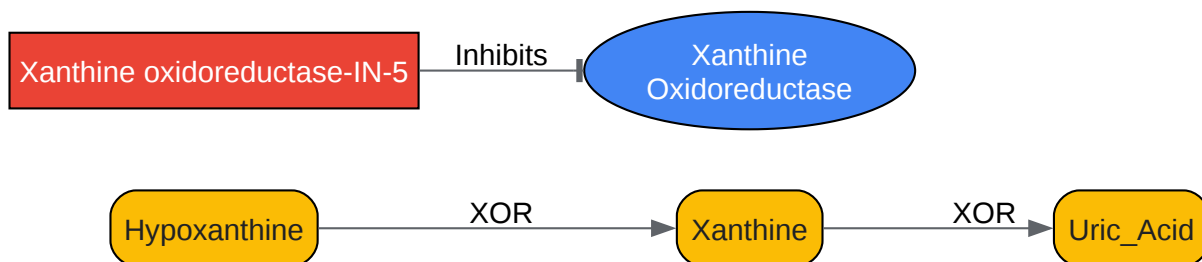 Xanthine oxidoreductase-IN-5
Inhibits
Xanthine
Oxidoreductase
Hypoxanthine
XOR
Xanthine
XOR
Uric_Acid